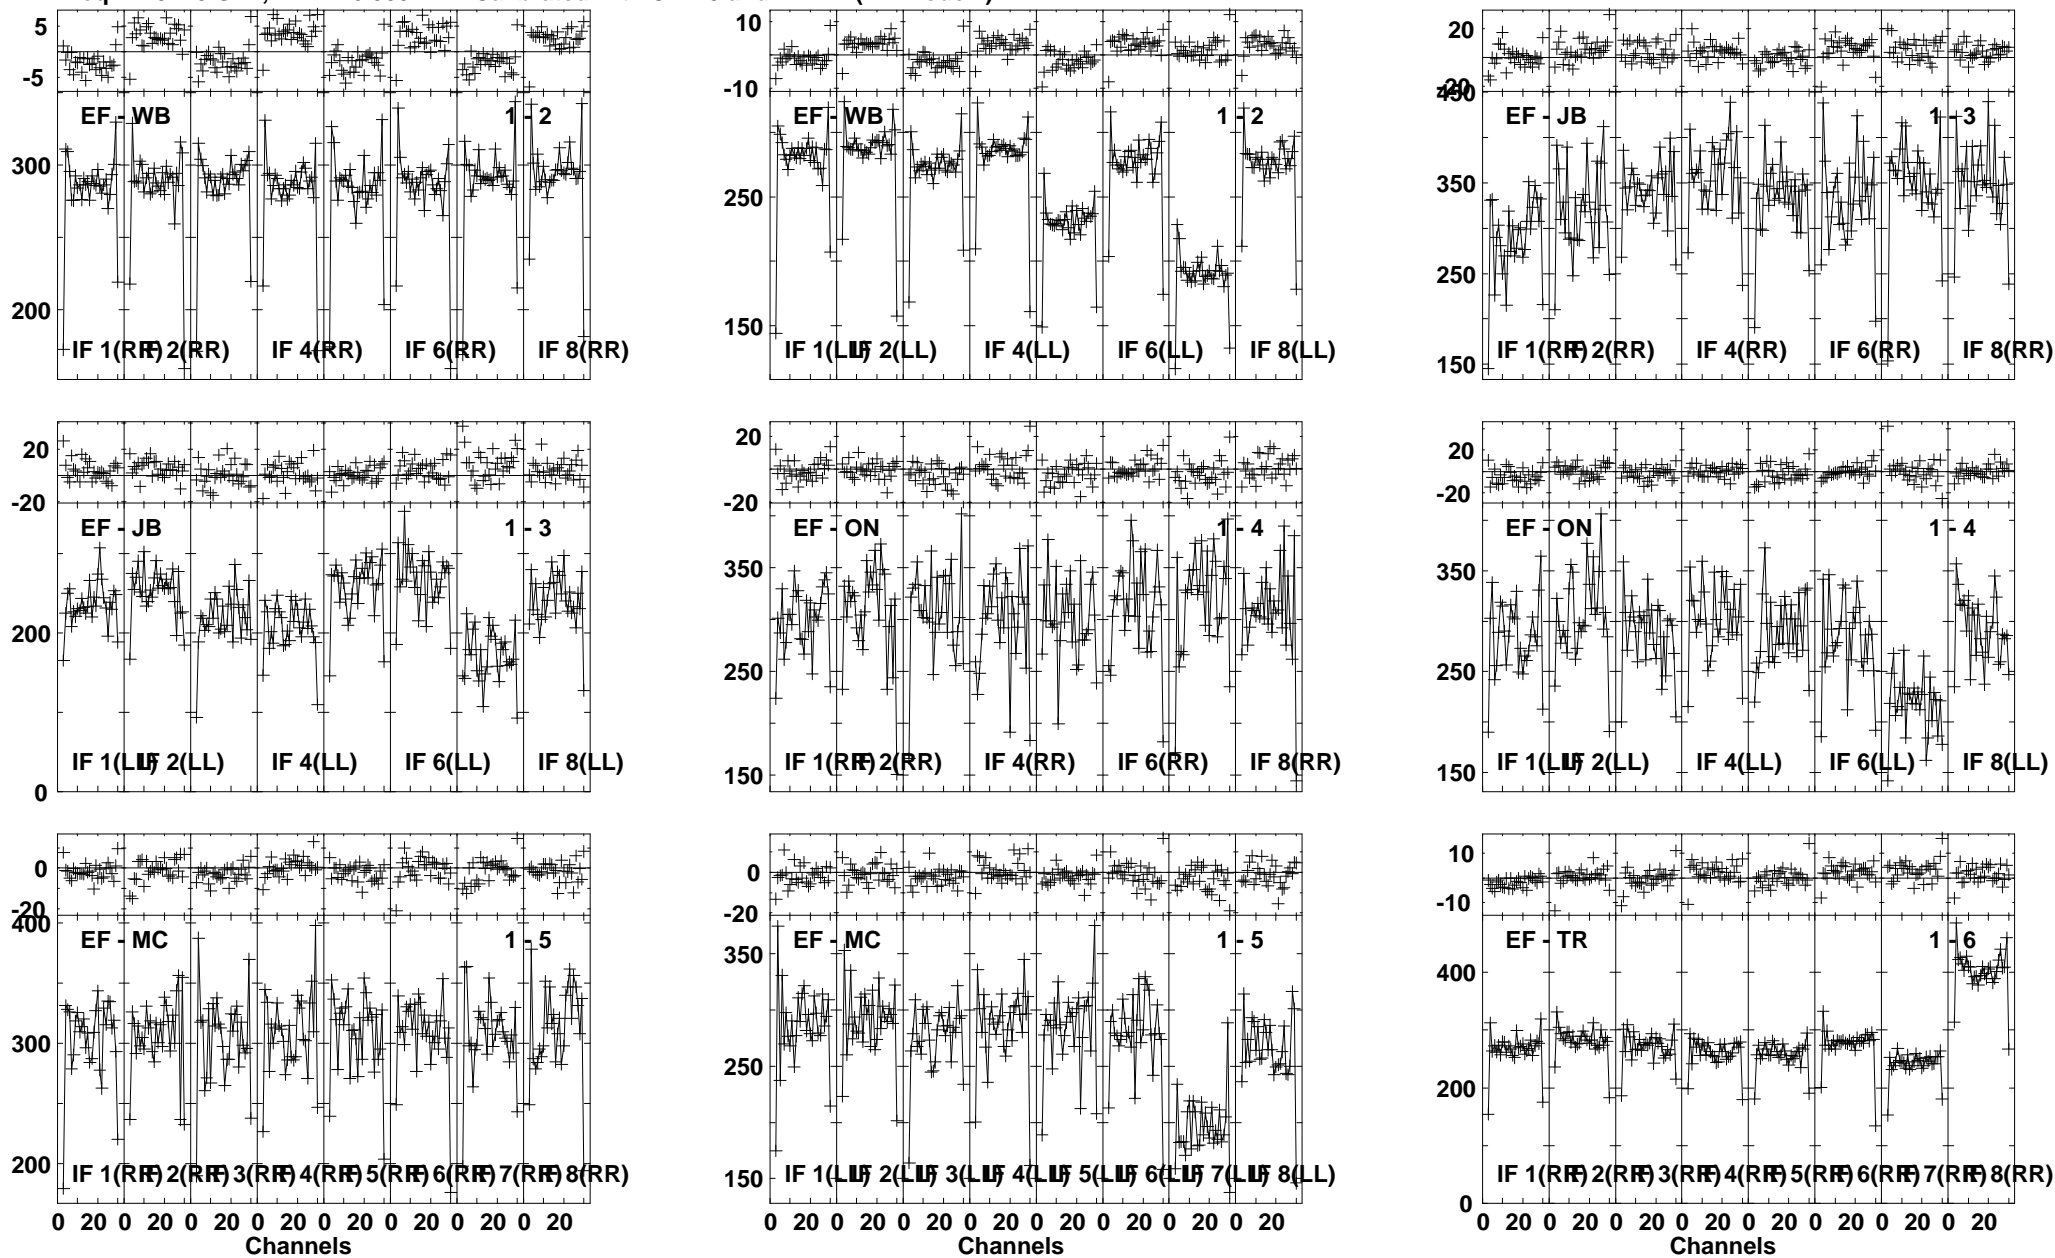 5
-5
EF - WB 1 - 2
300
200
IF 1(RR) IF 2(RR) IF 4(RR) IF 6(RR) IF 8(RR)
10
-10
EF - WB 1 - 2
250
150
IF 1(LL) IF 2(LL) IF 4(LL) IF 6(LL) IF 8(LL)
20
-20
450
EF - JB 1 - 3
350
250
150
IF 1(RR) IF 2(RR) IF 4(RR) IF 6(RR) IF 8(RR)
20
-20
EF - JB 1 - 3
200
0
IF 1(LL) IF 2(LL) IF 4(LL) IF 6(LL) IF 8(LL)
20
-20
EF - ON 1 - 4
350
250
150
IF 1(RR) IF 2(RR) IF 4(RR) IF 6(RR) IF 8(RR)
20
-20
EF - ON 1 - 4
350
250
150
IF 1(LL) IF 2(LL) IF 4(LL) IF 6(LL) IF 8(LL)
0
-20
400
EF - MC 1 - 5
300
200
IF 1(RR) IF 2(RR) IF 3(RR) IF 4(RR) IF 5(RR) IF 6(RR) IF 7(RR) IF 8(RR)
0 20 0 20 0 20 0 20 0 20 0 20 0 20 0 20
Channels
0
-20
EF - MC 1 - 5
350
250
150
IF 1(LL) IF 2(LL) IF 3(LL) IF 4(LL) IF 5(LL) IF 6(LL) IF 7(LL) IF 8(LL)
0 20 0 20 0 20 0 20 0 20 0 20 0 20 0 20
Channels
10
-10
EF - TR 1 - 6
400
200
0
IF 1(RR) IF 2(RR) IF 3(RR) IF 4(RR) IF 5(RR) IF 6(RR) IF 7(RR) IF 8(RR)
0 20 0 20 0 20 0 20 0 20 0 20 0 20 0 20
Channels